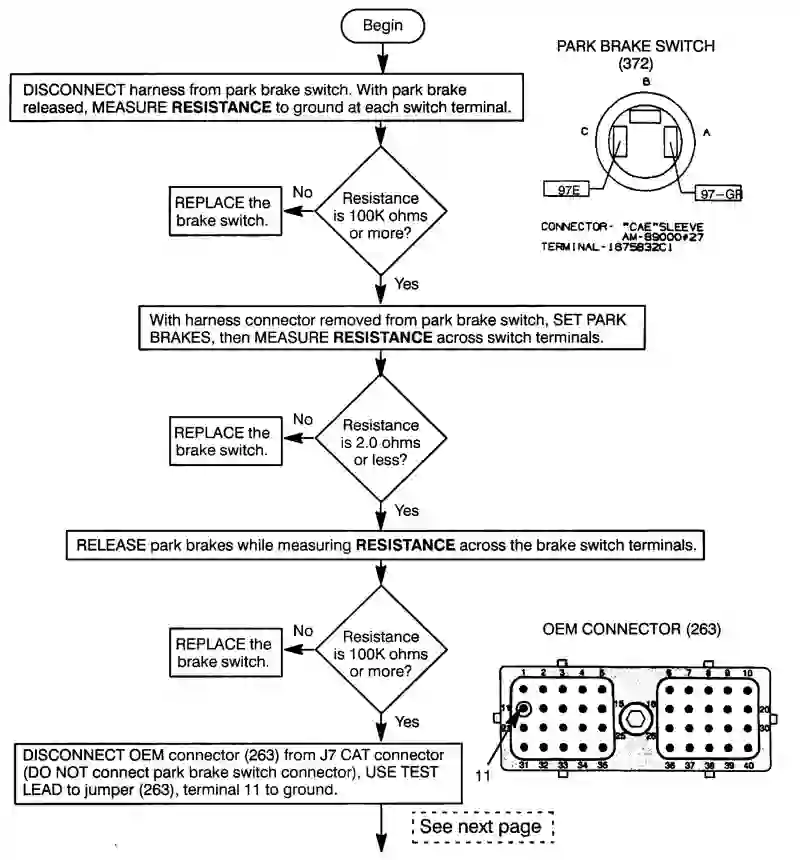 Begin
PARK BRAKE SWITCH
(372)
B
C
A
97E
97-GR
CONNECTOR- "CAE"SLEEVE
AM-89000#27
TERMINAL-1875832C1
DISCONNECT harness from park brake switch. With park brake
released, MEASURE RESISTANCE to ground at each switch terminal.
Resistance
is 100K ohms
or more?
No
REPLACE the
brake switch.
Yes
With harness connector removed from park brake switch, SET PARK
BRAKES, then MEASURE RESISTANCE across switch terminals.
Resistance
is 2.0 ohms
or less?
No
REPLACE the
brake switch.
Yes
RELEASE park brakes while measuring RESISTANCE across the brake switch terminals.
Resistance
is 100K ohms
or more?
No
REPLACE the
brake switch.
Yes
OEM CONNECTOR (263)
1 2 3 4 5 6 7 8 9 10
11 15 16 20
21 25 26 30
31 32 33 34 35 36 37 38 39 40
11
DISCONNECT OEM connector (263) from J7 CAT connector
(DO NOT connect park brake switch connector), USE TEST
LEAD to jumper (263), terminal 11 to ground.
See next page